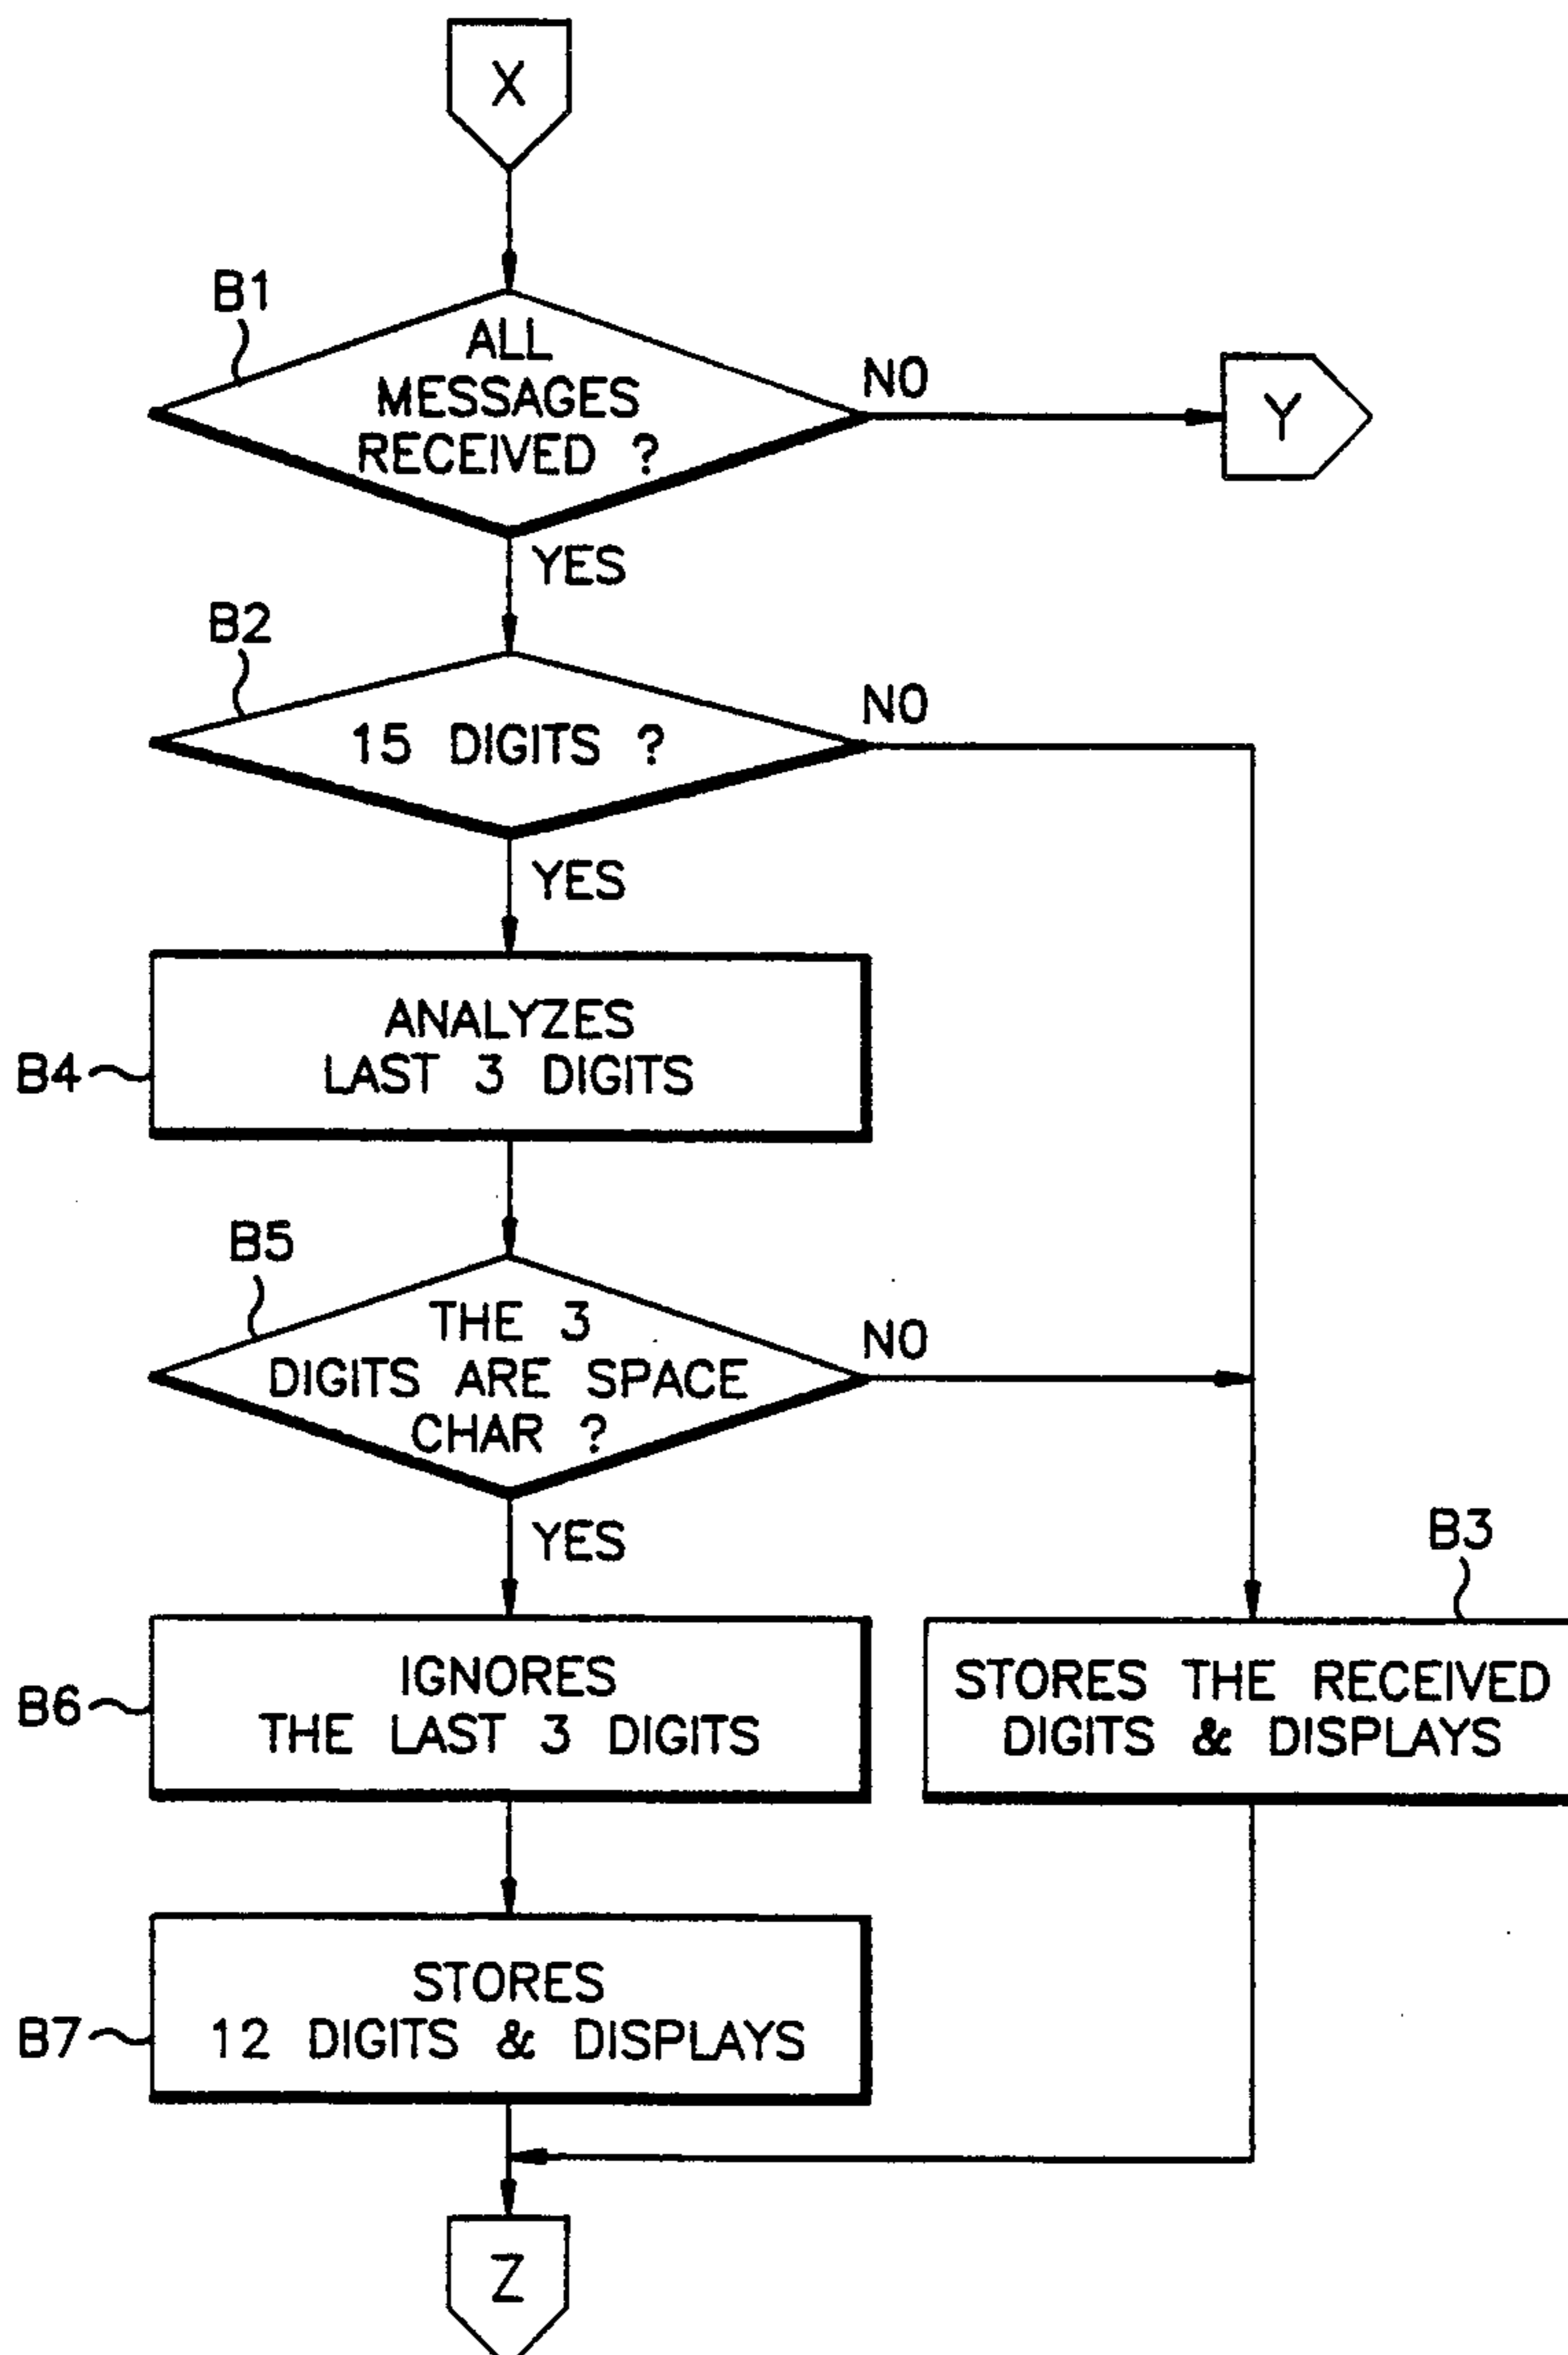 X
B1
ALL
MESSAGES
RECEIVED ?
NO
Y
YES
B2
15 DIGITS ?
NO
YES
B4
ANALYZES
LAST 3 DIGITS
B5
THE 3
DIGITS ARE SPACE
CHAR ?
NO
YES
B3
B6
IGNORES
THE LAST 3 DIGITS
STORES THE RECEIVED
DIGITS & DISPLAYS
B7
STORES
12 DIGITS & DISPLAYS
Z